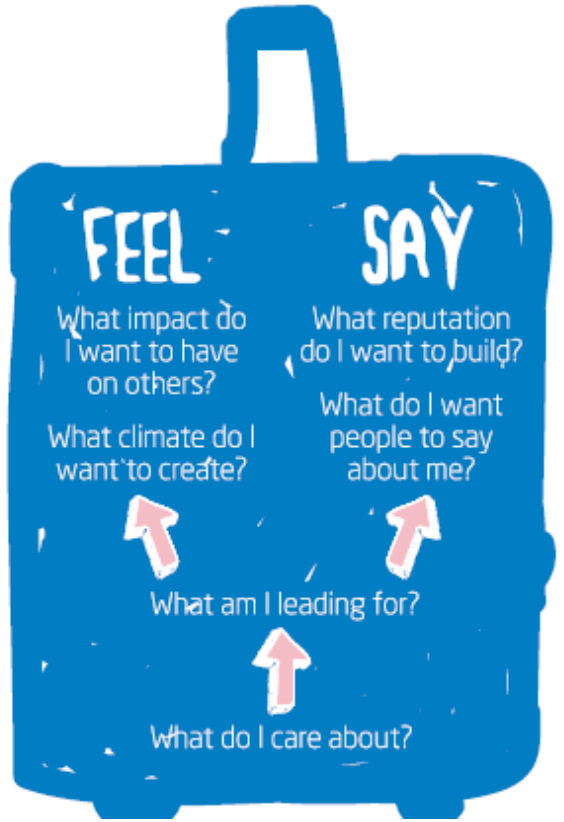 FEEL
What impact do
I want to have
on others?
What climate do I
want to create?
SAY
What reputation
do I want to build?
What do I want
people to say
about me?
What am I leading for?
What do I care about?